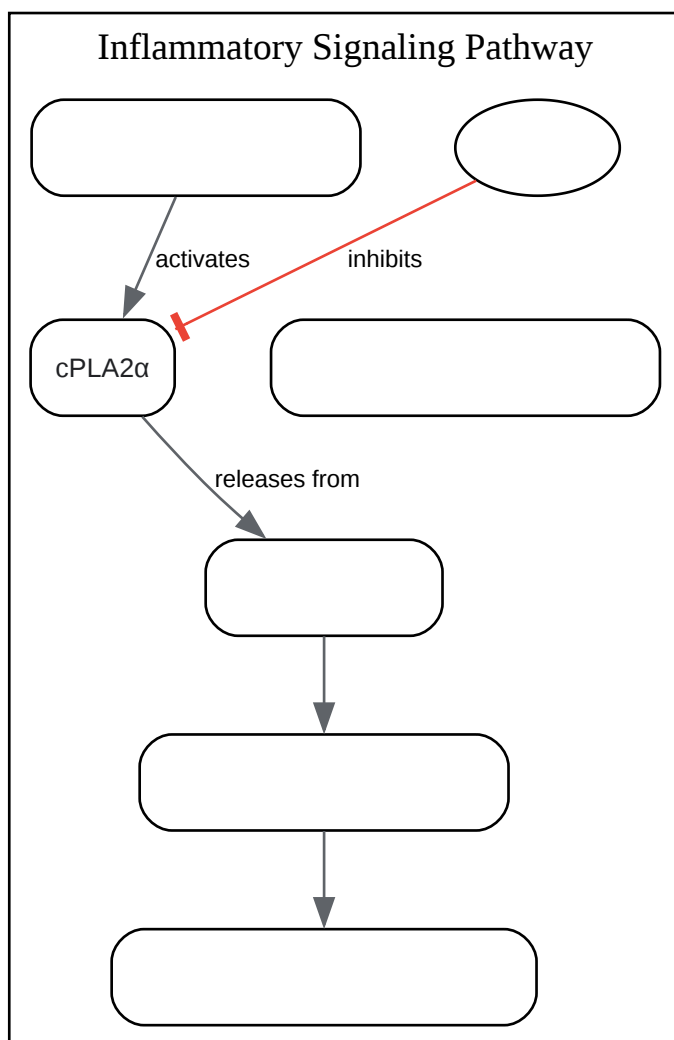 Inflammatory Signaling Pathway
activates
inhibits
cPLA2α
releases from